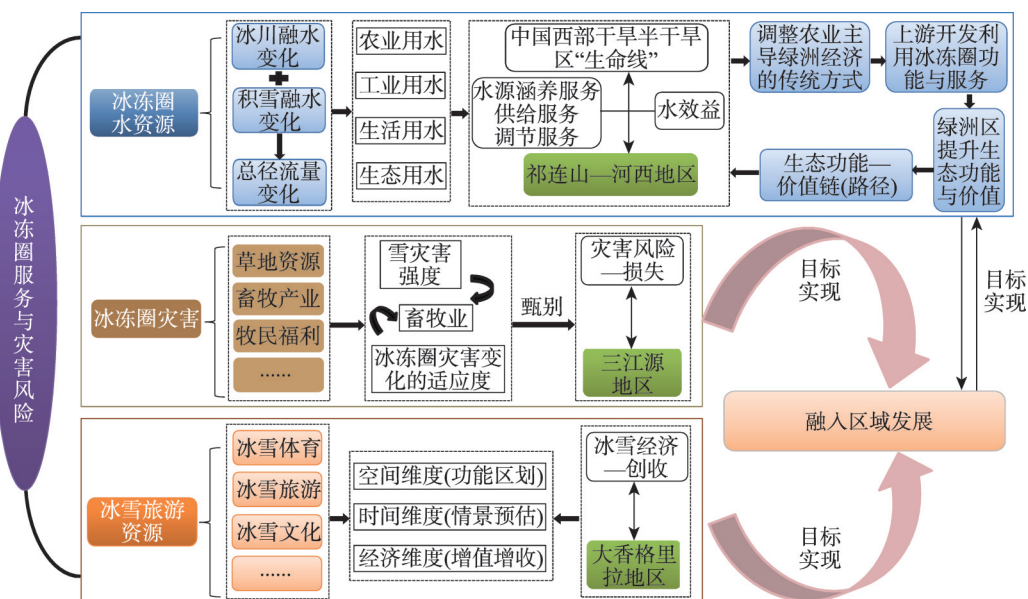 冰冻圈服务与灾害风险
冰冻圈
水资源
冰川融水
变化
积雪融水
变化
总径流量
变化
农业用水
工业用水
生活用水
生态用水
中国西部干旱半干旱
区“生命线”
水源涵养服务
供给服务
调节服务
水效益
祁连山—河西地区
调整农业主
导绿洲经济
的传统方式
上游开发利
用冰冻圈功
能与服务
绿洲区
提升生
态功能
与价值
生态功能—
价值链(路径)
冰冻圈灾害
草地资源
畜牧产业
牧民福利
……
雪灾害
强度
畜牧业
冰冻圈灾害变
化的适应度
甄别
灾害风险
—损失
三江源
地区
目标
实现
目标
实现
融入区域发展
冰雪旅游
资源
冰雪体育
冰雪旅游
冰雪文化
……
空间维度(功能区划)
时间维度(情景预估)
经济维度(增值增收)
冰雪经济
—创收
大香格里
拉地区
目标
实现